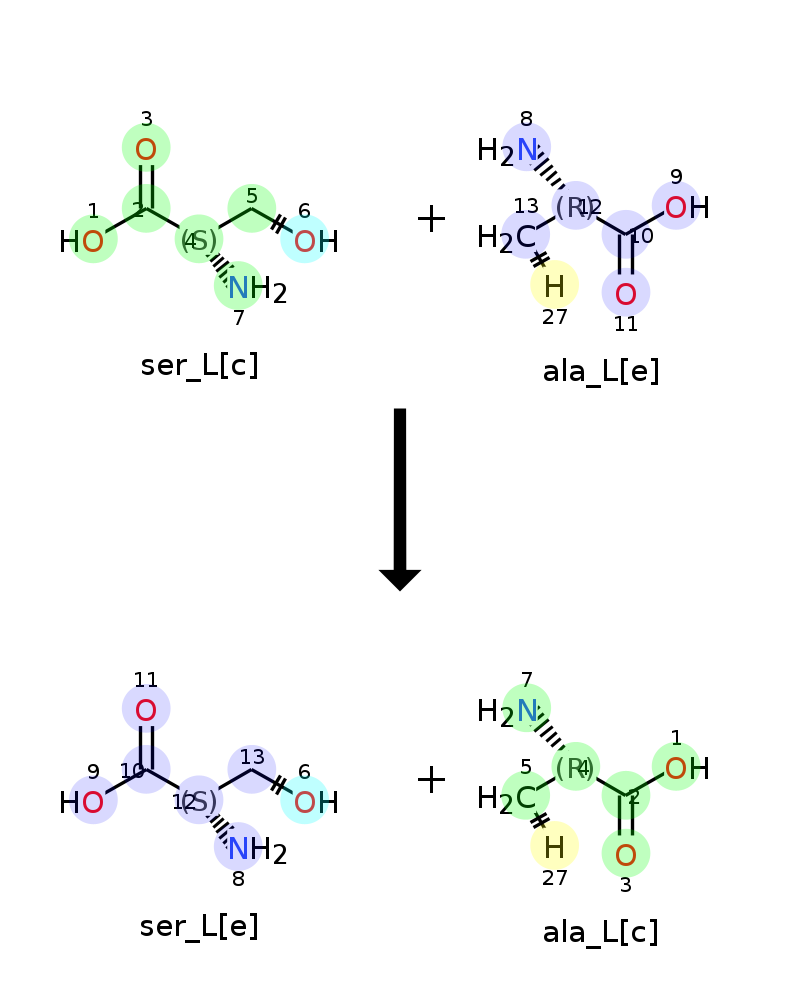 3 8
O H2N 9
1 2 5 6 13 (R) 12 OH
HO 4 (S) OH + H2C 10
NH2 H O
7 27 11
ser_L[c] ala_L[e]
11 7
O H2N 1
9 10 13 6 5 (R) 4 OH
HO 12 (S) OH + H2C 2
NH2 H O
8 27 3
ser_L[e] ala_L[c]